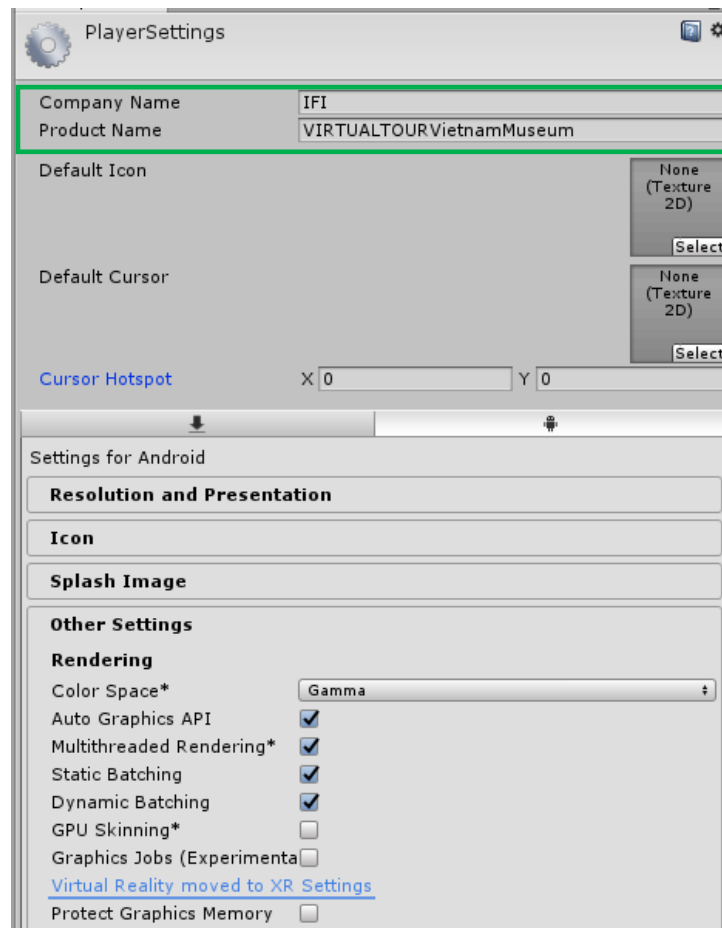 PlayerSettings
Company Name IFI
Product Name VIRTUALTOURVietnamMuseum
Default Icon
None
(Texture
2D)
Select
Default Cursor
None
(Texture
2D)
Select
Cursor Hotspot X 0 Y 0
Settings for Android
Resolution and Presentation
Icon
Splash Image
Other Settings
Rendering
Color Space* Gamma
Auto Graphics API
Multithreaded Rendering*
Static Batching
Dynamic Batching
GPU Skinning*
Graphics Jobs (Experimenta
Virtual Reality moved to XR Settings
Protect Graphics Memory